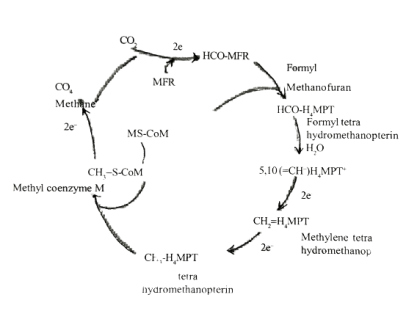 CO₂
2e
HCO-MFR
MFR
Formyl
Methanofuran
CO₄
Methane
HCO-H₄MPT
Formyl tetra
hydromethanopterin
2e⁻
MS-CoM
H₂O
CH₃–S-CoM
5,10 (=CH⁺)H₄MPT⁺
Methyl coenzyme M
2e
CH₂=H₄MPT
Methylene tetra
hydromethanop
2e⁻
CH₃-H₄MPT
tetra
hydromethanopterin